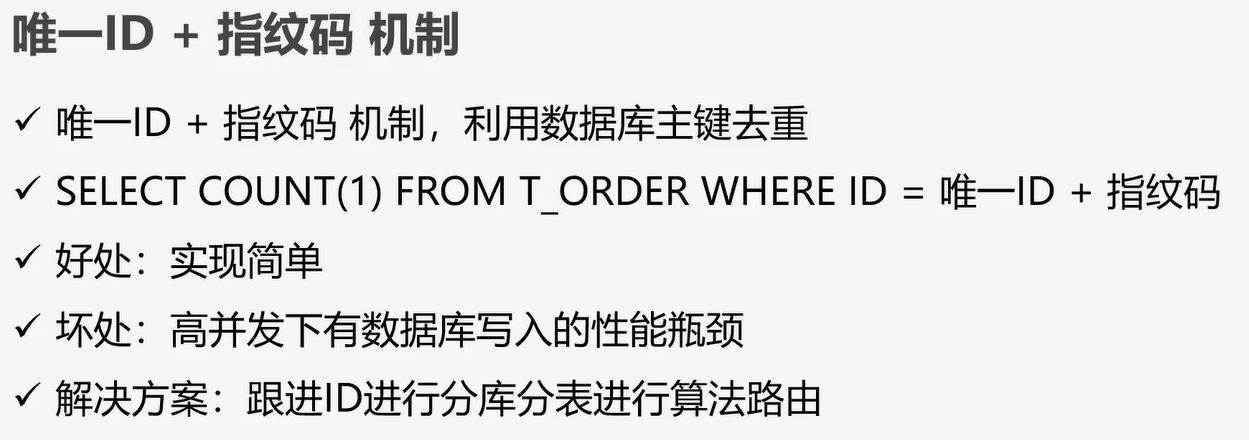 唯一ID + 指纹码 机制
✓ 唯一ID + 指纹码 机制，利用数据库主键去重
✓ SELECT COUNT(1) FROM T_ORDER WHERE ID = 唯一ID + 指纹码
✓ 好处：实现简单
✓ 坏处：高并发下有数据库写入的性能瓶颈
✓ 解决方案：跟进ID进行分库分表进行算法路由